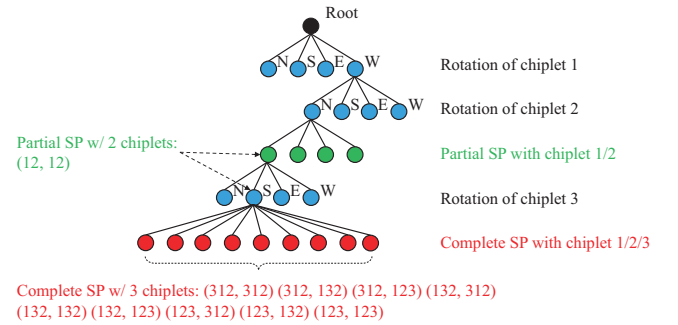 Root
N S E W
Rotation of chiplet 1
N S E W
Rotation of chiplet 2
Partial SP w/ 2 chiplets:
(12, 12)
Partial SP with chiplet 1/2
N S E W
Rotation of chiplet 3
Complete SP with chiplet 1/2/3
Complete SP w/ 3 chiplets: (312, 312) (312, 132) (312, 123) (132, 312)
(132, 132) (132, 123) (123, 312) (123, 132) (123, 123)